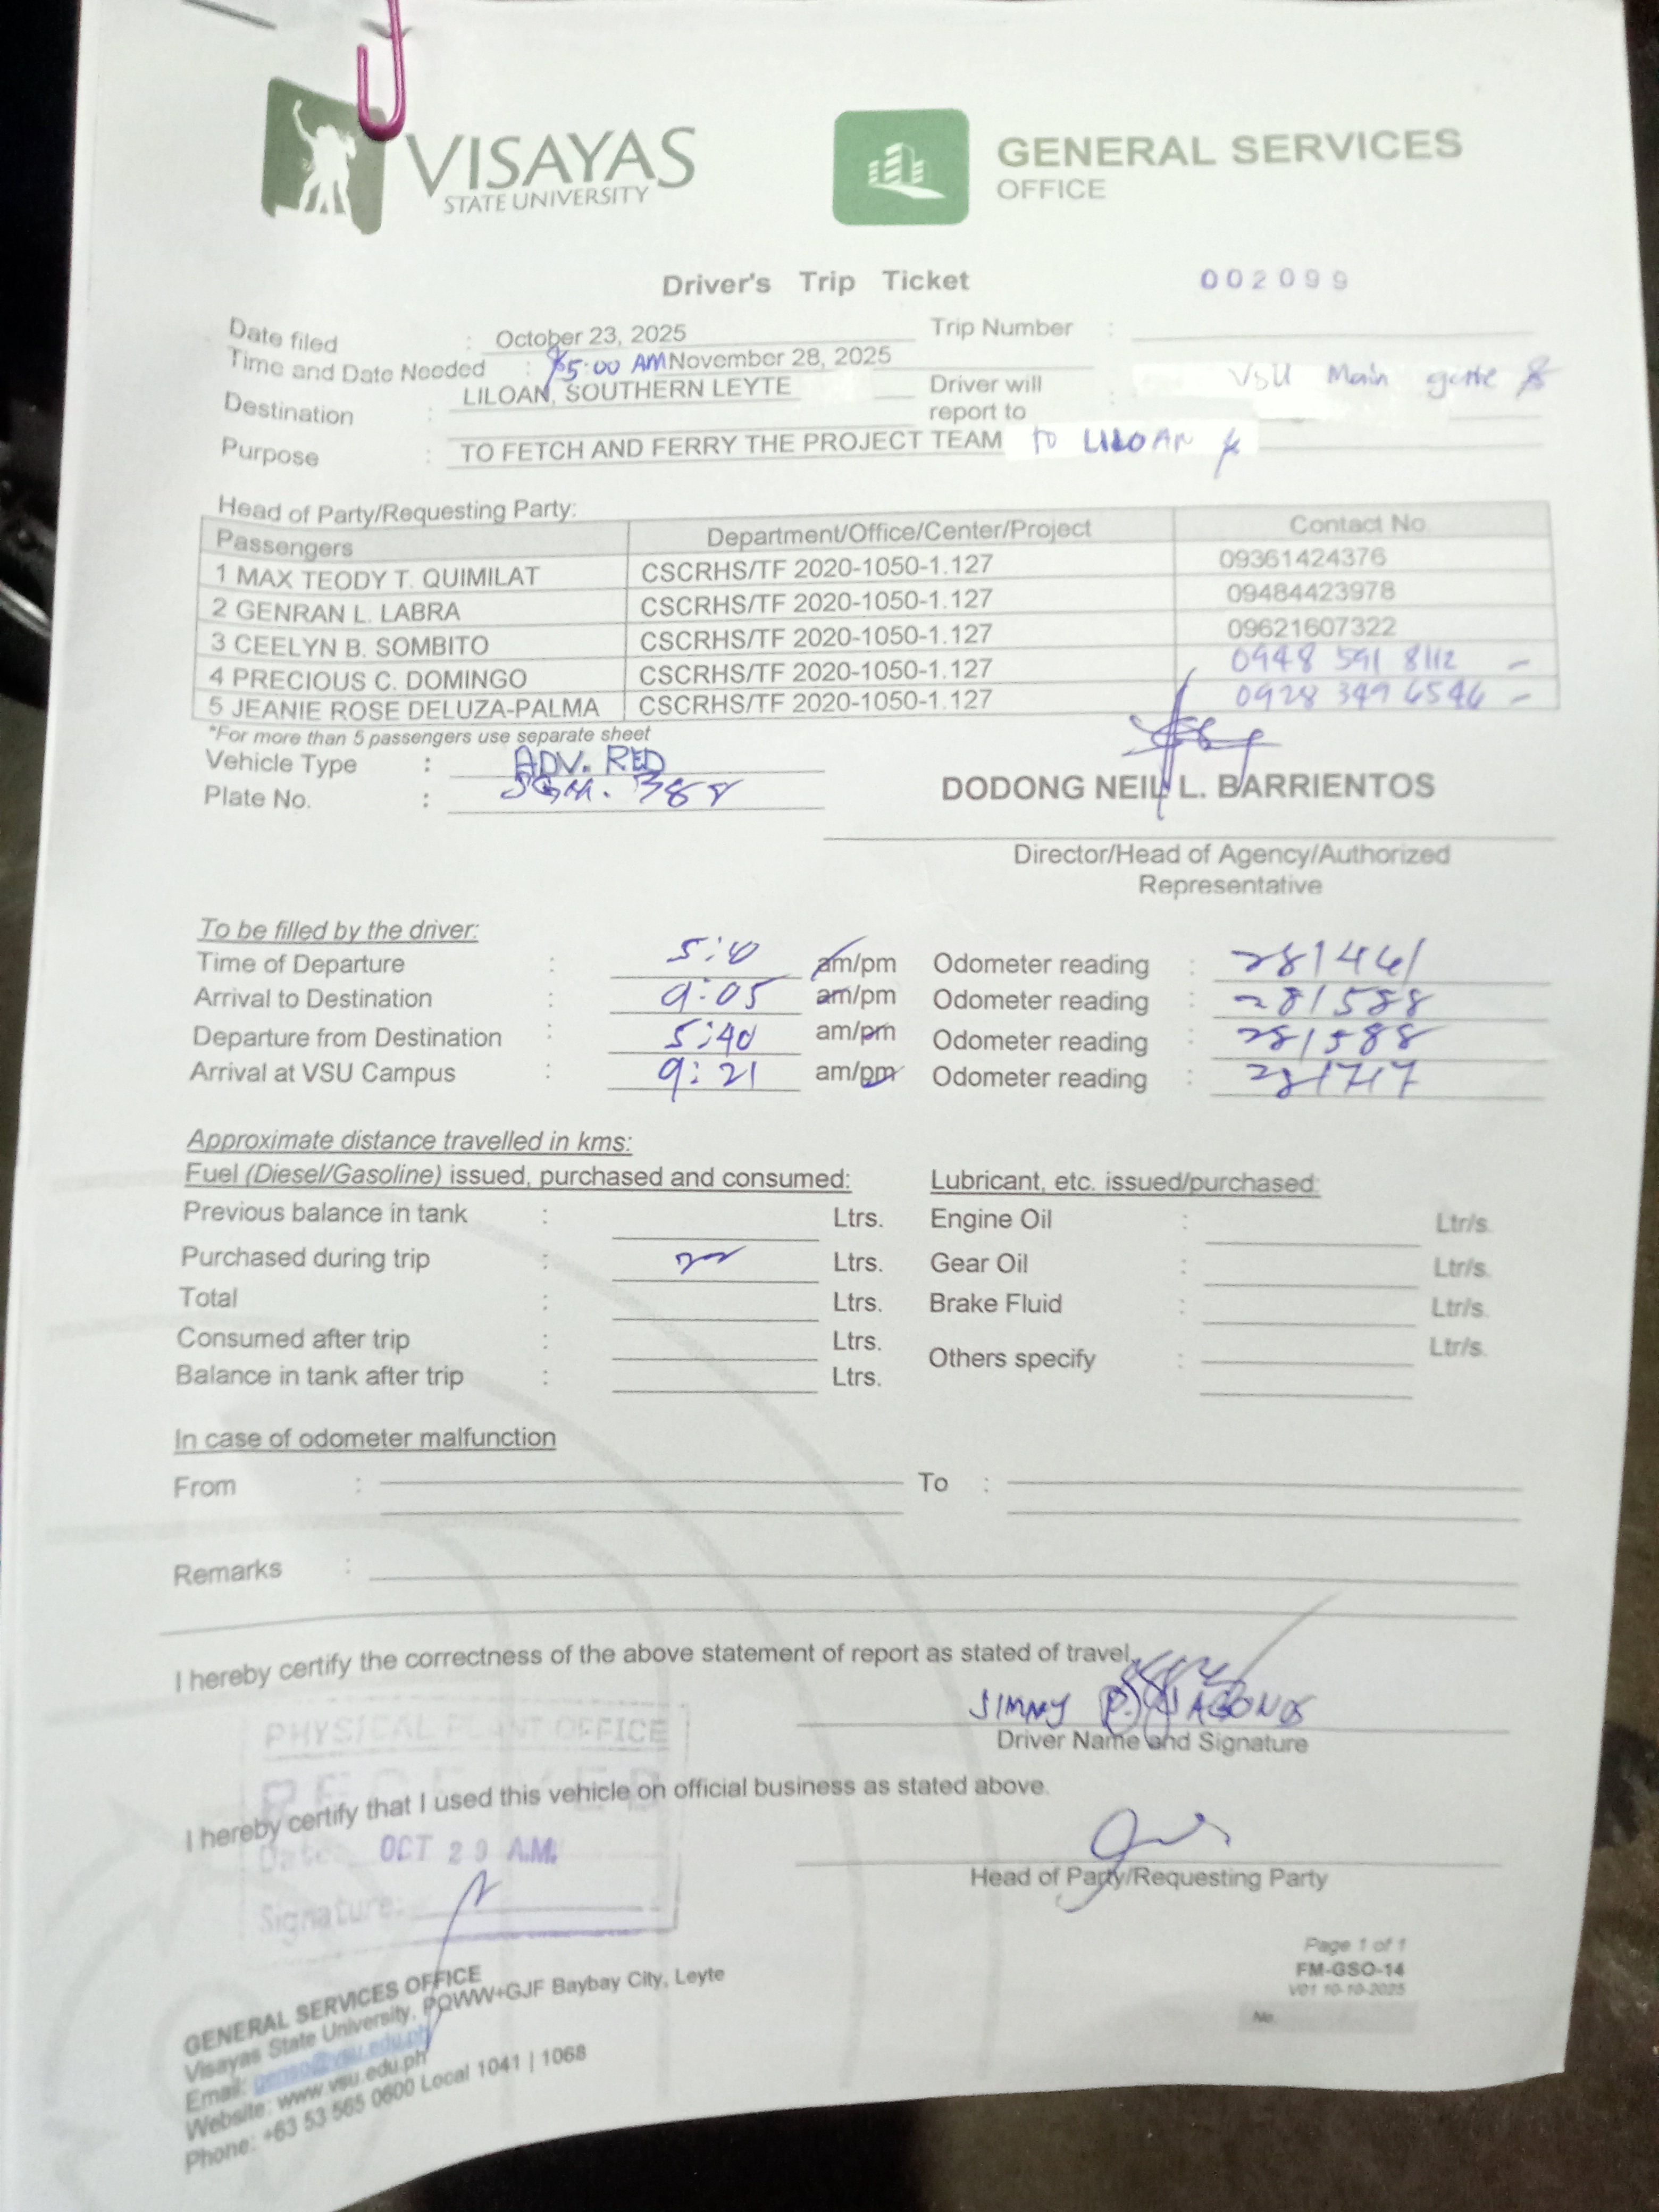 VISAYAS
STATE UNIVERSITY
GENERAL SERVICES
OFFICE
Driver's Trip Ticket 002099
Date filed : October 23, 2025 Trip Number :
Time and Date Needed : 5:00 AM November 28, 2025
Destination : LILOAN, SOUTHERN LEYTE Driver will report to : VSU Main gate
Purpose : TO FETCH AND FERRY THE PROJECT TEAM to LILOAN
Head of Party/Requesting Party:
Passengers Department/Office/Center/Project Contact No.
1 MAX TEODY T. QUIMILAT CSCRHS/TF 2020-1050-1.127 09361424376
2 GENRAN L. LABRA CSCRHS/TF 2020-1050-1.127 09484423978
3 CEELYN B. SOMBITO CSCRHS/TF 2020-1050-1.127 09621607322
4 PRECIOUS C. DOMINGO CSCRHS/TF 2020-1050-1.127 0948 591 8112 -
5 JEANIE ROSE DELUZA-PALMA CSCRHS/TF 2020-1050-1.127 0928 349 6546 -
*For more than 5 passengers use separate sheet
Vehicle Type : ADV. RED
Plate No. : 388
DODONG NEIL L. BARRIENTOS
Director/Head of Agency/Authorized
Representative
To be filled by the driver:
Time of Departure : am/pm Odometer reading : 281461
Arrival to Destination : 9:05 am/pm Odometer reading : 281588
Departure from Destination : 5:40 am/pm Odometer reading : 281588
Arrival at VSU Campus : 9:21 am/pm Odometer reading : 281717
Approximate distance travelled in kms:
Fuel (Diesel/Gasoline) issued, purchased and consumed: Lubricant, etc. issued/purchased:
Previous balance in tank : Ltrs. Engine Oil : Ltr/s.
Purchased during trip : Ltrs. Gear Oil : Ltr/s.
Total : Ltrs. Brake Fluid : Ltr/s.
Consumed after trip : Ltrs. Others specify : Ltr/s.
Balance in tank after trip : Ltrs.
In case of odometer malfunction
From : To :
Remarks :
I hereby certify the correctness of the above statement of report as stated of travel.
JIMMY P.
Driver Name and Signature
PHYSICAL PLANT OFFICE
RECEIVED
I hereby certify that I used this vehicle on official business as stated above.
Date: OCT 29 A.M.
Signature:
Head of Party/Requesting Party
Page 1 of 1
FM-GSO-14
V01 10-10-2025
No.
GENERAL SERVICES OFFICE
Visayas State University, PQWW+GJF Baybay City, Leyte
Email: genso@vsu.edu.ph
Website: www.vsu.edu.ph
Phone: +63 53 565 0600 Local 1041 | 1068